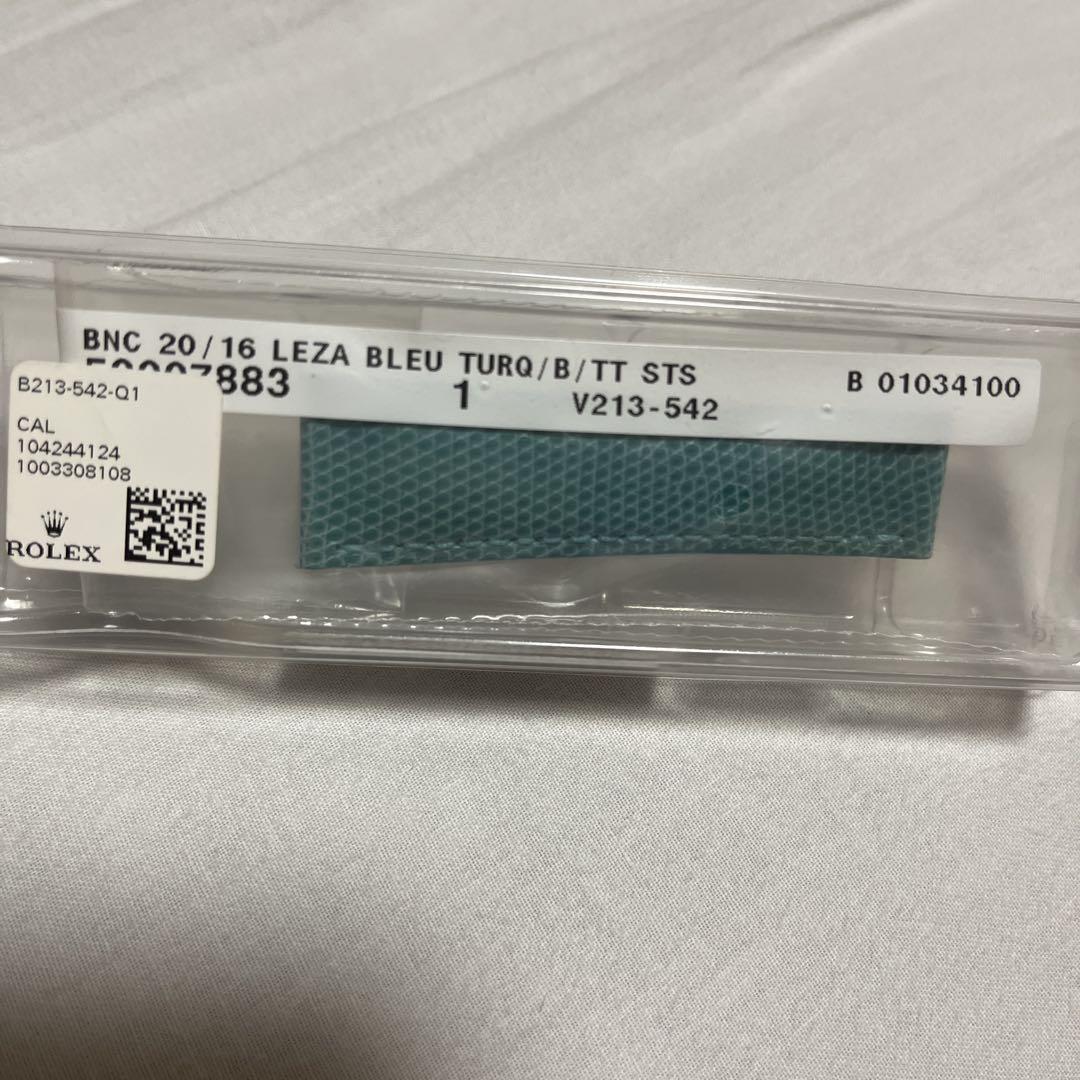 BNC 20/16 LEZA BLEU TURQ/B/TT STS
B 01034100
7883
1
V213-542
B213-542-Q1
CAL
104244124
1003308108
ROLEX